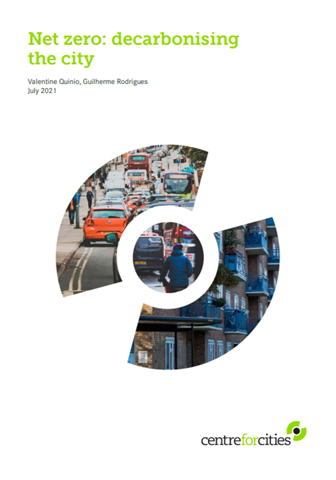 Net zero: decarbonising
the city
Valentine Quinio, Guilherme Rodrigues
July 2021
centreforcities